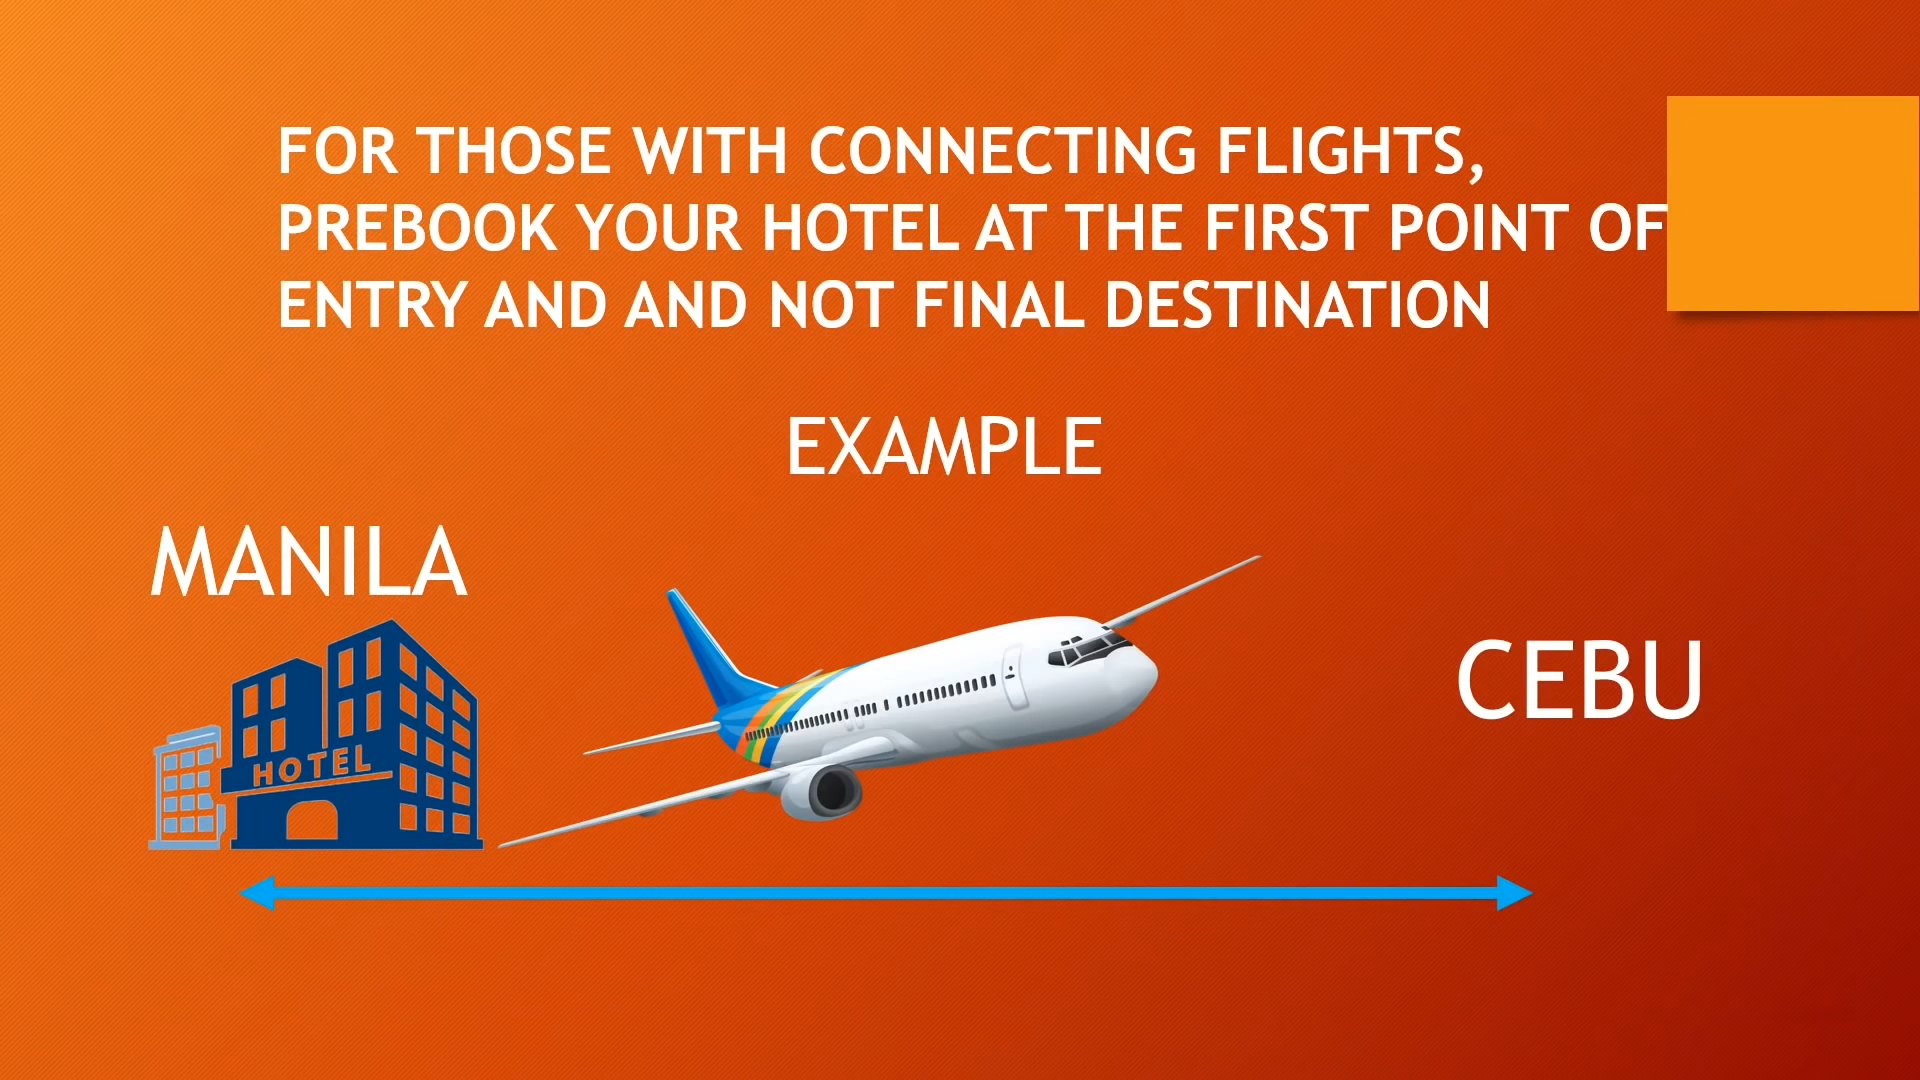 FOR THOSE WITH CONNECTING FLIGHTS,
PREBOOK YOUR HOTEL AT THE FIRST POINT OF
ENTRY AND AND NOT FINAL DESTINATION
EXAMPLE
MANILA
CEBU
HOTEL